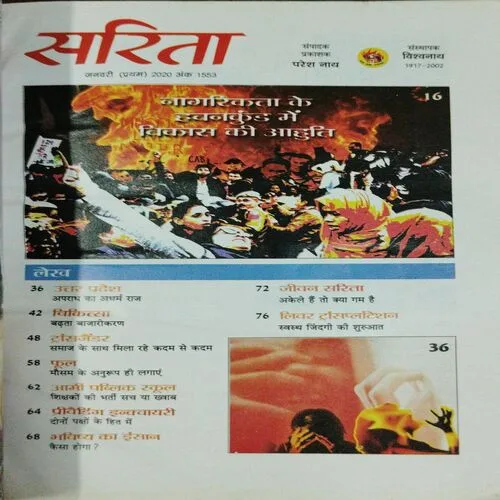 सरिता
जनवरी (प्रथम) 2020 अंक 1553
संपादक
प्रकाशक
परेश नाथ
संस्थापक
विश्वनाथ
1917-2002
नागरिकता के
हवनकुंड में
विकास की आहुति
16
CAB
लेख
36 उत्तर प्रदेश
अपराध का अधर्म राज
42 चिकित्सा
बढ़ता बाजारीकरण
48 ट्रांसजैंडर
समाज के साथ मिला रहे कदम से कदम
58 फूल
मौसम के अनुरूप ही लगाएं
62 आर्मी पब्लिक स्कूल
शिक्षकों की भर्ती सच या ख्वाब
64 प्रीवैडिंग इन्क्वायरी
दोनों पक्षों के हित में
68 भविष्य का इंसान
कैसा होगा ?
72 जीवन सरिता
अकेले हैं तो क्या गम है
76 लिवर ट्रांसप्लांटेशन
स्वस्थ जिंदगी की शुरुआत
36